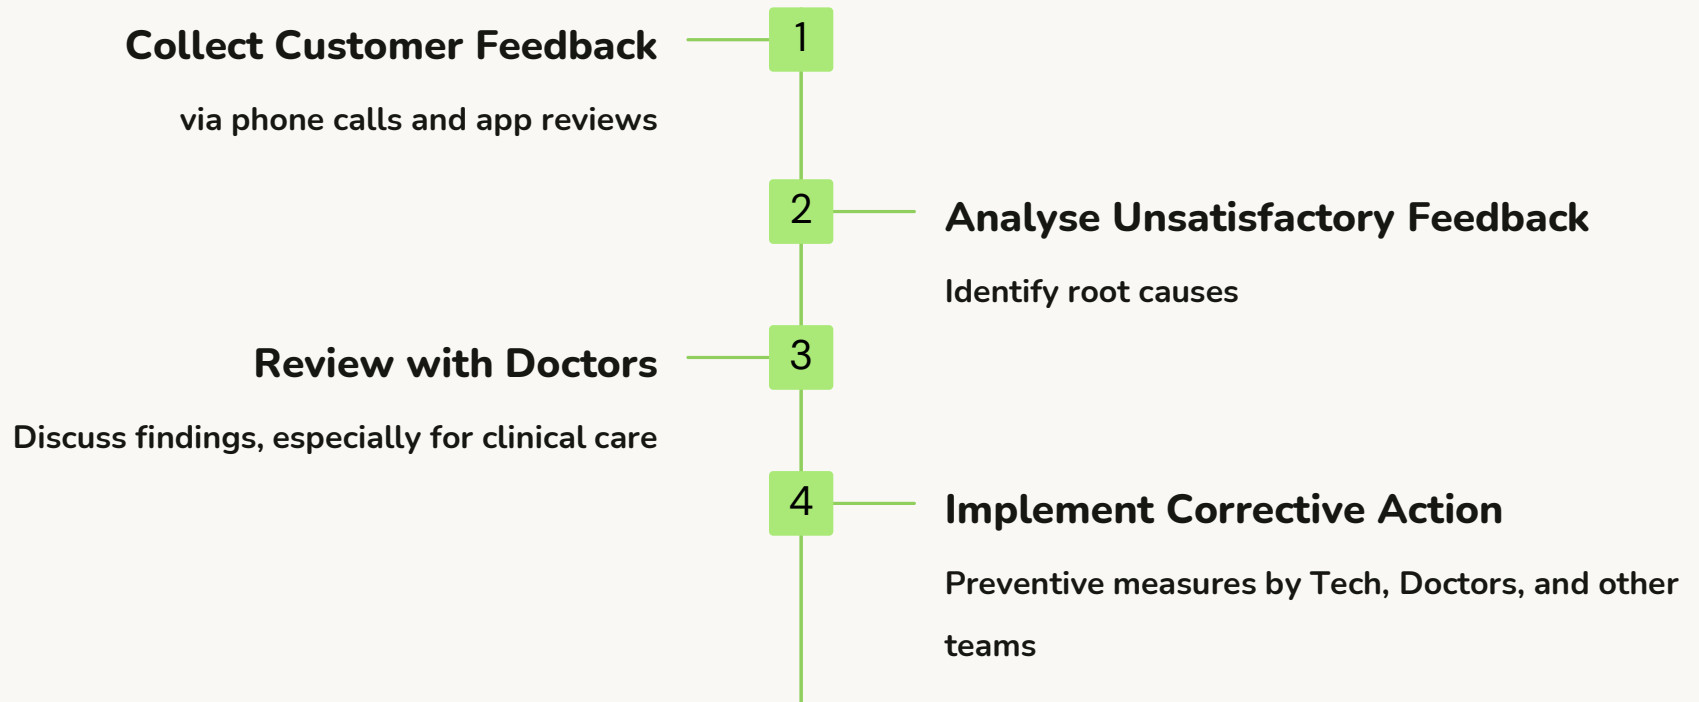 1
Collect Customer Feedback
via phone calls and app reviews
2
Analyse Unsatisfactory Feedback
Identify root causes
3
Review with Doctors
Discuss findings, especially for clinical care
4
Implement Corrective Action
Preventive measures by Tech, Doctors, and other
teams